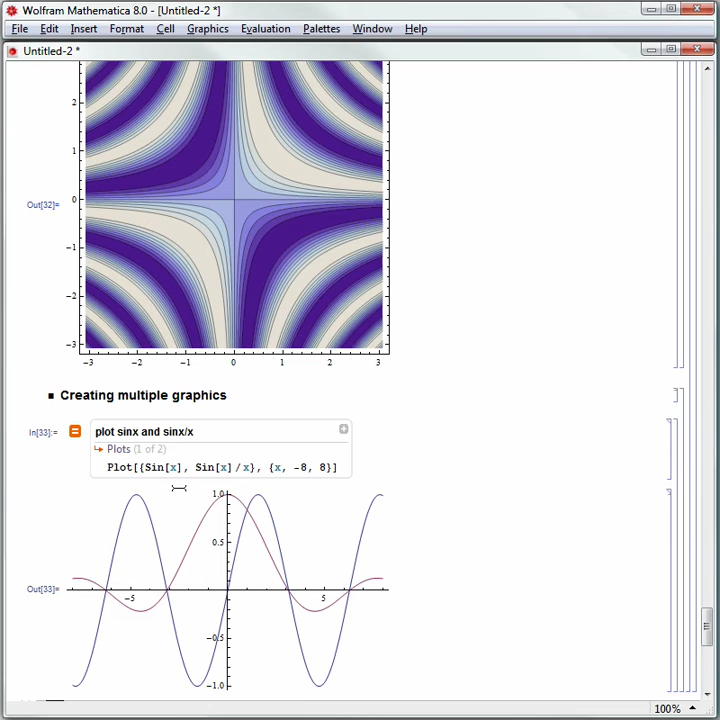 Wolfram Mathematica 8.0 - [Untitled-2 *]
File Edit Insert Format Cell Graphics Evaluation Palettes Window Help
Untitled-2 *
2
1
Out[32]=
0
−1
−2
−3
−3 −2 −1 0 1 2 3
Creating multiple graphics
In[33]:= plot sinx and sinx/x
Plots (1 of 2)
Plot[{Sin[x], Sin[x]/x}, {x, -8, 8}]
1.0
0.5
Out[33]=
−5 5
−0.5
−1.0
100%